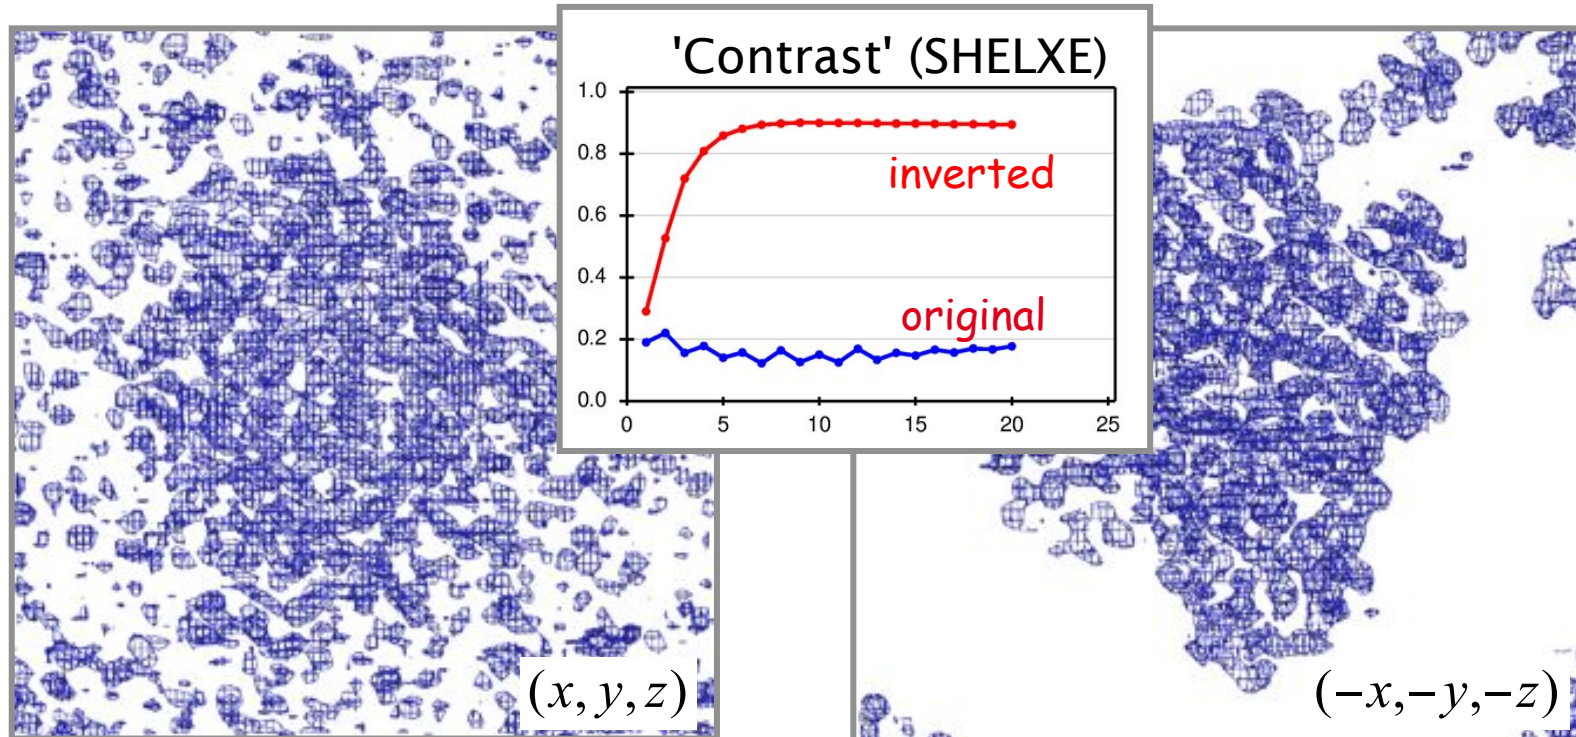 'Contrast' (SHELXE)
1.0
0.8
0.6
0.4
0.2
0.0
inverted
original
0 5 10 15 20 25
(x, y, z)
(−x,−y,−z)